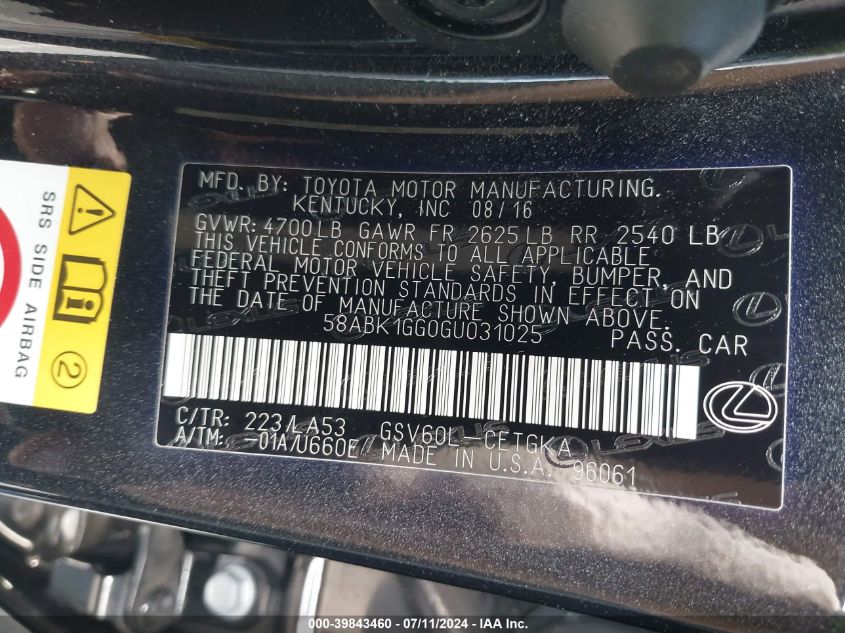 MFD. BY: TOYOTA MOTOR MANUFACTURING.
KENTUCKY, INC 08/16
GVWR: 4700LB GAWR FR 2625LB RR 2540 LB
THIS VEHICLE CONFORMS TO ALL APPLICABLE
FEDERAL MOTOR VEHICLE SAFETY, BUMPER, AND
THEFT PREVENTION STANDARDS IN EFFECT ON
THE DATE OF MANUFACTURE SHOWN ABOVE.
58ABK1GG0GU031025 PASS. CAR
C/TR: 223/LA53 GSV60L-CETGKA
A/TM: -01A/U660E MADE IN U.S.A. 96061
SRS SIDE AIRBAG
2
000-39843460 - 07/11/2024 - IAA Inc.